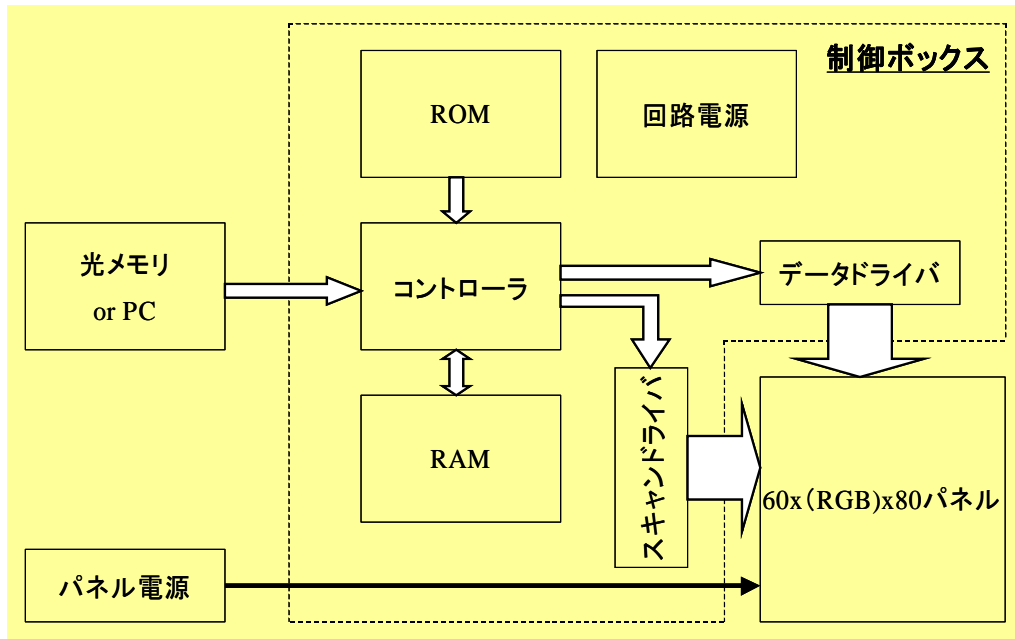 制御ボックス
ROM
回路電源
光メモリ
or PC
コントローラ
データドライバ
RAM
スキャンドライバ
60x（RGB)x80パネル
パネル電源